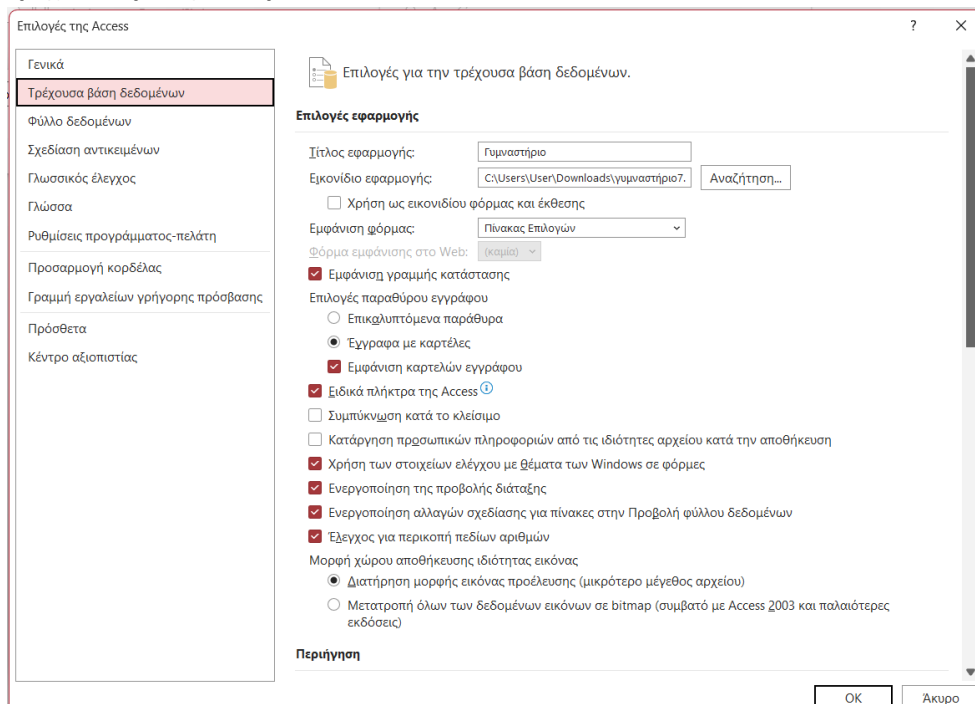 Επιλογές της Access
?
Γενικά
Τρέχουσα βάση δεδομένων
Φύλλο δεδομένων
Σχεδίαση αντικειμένων
Γλωσσικός έλεγχος
Γλώσσα
Ρυθμίσεις προγράμματος-πελάτη
Προσαρμογή κορδέλας
Γραμμή εργαλείων γρήγορης πρόσβασης
Πρόσθετα
Κέντρο αξιοπιστίας
Επιλογές για την τρέχουσα βάση δεδομένων.
Επιλογές εφαρμογής
Τίτλος εφαρμογής: Γυμναστήριο
Εικονίδιο εφαρμογής: C:\Users\User\Downloads\γυμναστήριο7. Αναζήτηση...
Χρήση ως εικονιδίου φόρμας και έκθεσης
Εμφάνιση φόρμας: Πίνακας Επιλογών
Φόρμα εμφάνισης στο Web: (καμία)
Εμφάνιση γραμμής κατάστασης
Επιλογές παραθύρου εγγράφου
Επικαλυπτόμενα παράθυρα
Έγγραφα με καρτέλες
Εμφάνιση καρτελών εγγράφου
Ειδικά πλήκτρα της Access
Συμπύκνωση κατά το κλείσιμο
Κατάργηση προσωπικών πληροφοριών από τις ιδιότητες αρχείου κατά την αποθήκευση
Χρήση των στοιχείων ελέγχου με θέματα των Windows σε φόρμες
Ενεργοποίηση της προβολής διάταξης
Ενεργοποίηση αλλαγών σχεδίασης για πίνακες στην Προβολή φύλλου δεδομένων
Έλεγχος για περικοπή πεδίων αριθμών
Μορφή χώρου αποθήκευσης ιδιότητας εικόνας
Διατήρηση μορφής εικόνας προέλευσης (μικρότερο μέγεθος αρχείου)
Μετατροπή όλων των δεδομένων εικόνων σε bitmap (συμβατό με Access 2003 και παλαιότερες
εκδόσεις)
Περιήγηση
OK Άκυρο